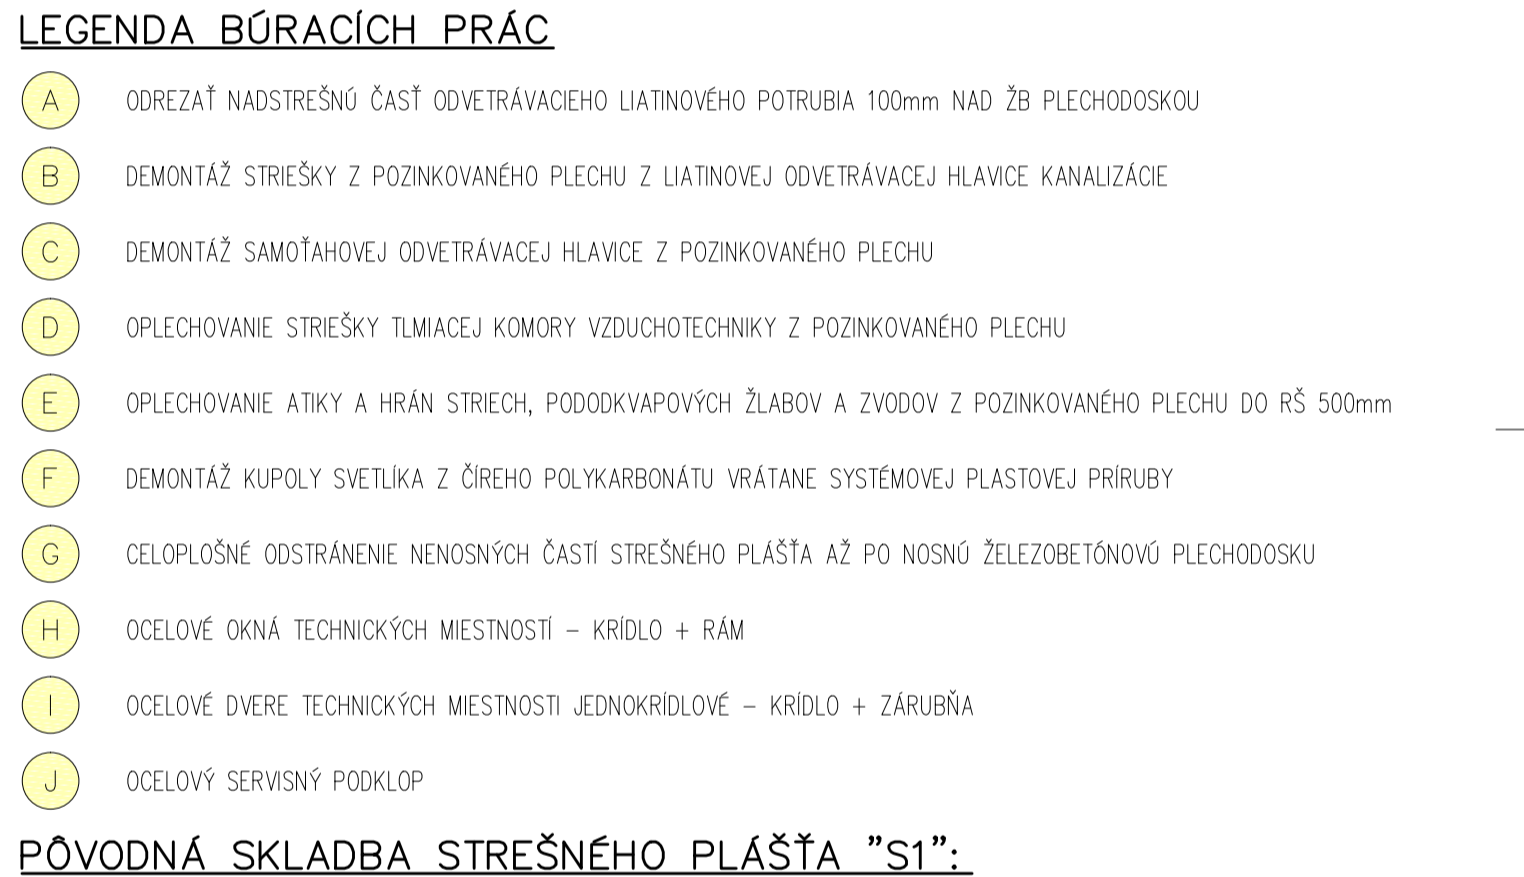 LEGENDA BÚRACÍCH PRÁC
A ODREZAŤ NADSTREŠNÚ ČASŤ ODVETRÁVACIEHO LIATINOVÉHO POTRUBIA 100mm NAD ŽB PLECHODOSKOU
B DEMONTÁŽ STRIEŠKY Z POZINKOVANÉHO PLECHU Z LIATINOVEJ ODVETRÁVACEJ HLAVICE KANALIZÁCIE
C DEMONTÁŽ SAMOŤAHOVEJ ODVETRÁVACEJ HLAVICE Z POZINKOVANÉHO PLECHU
D OPLECHOVANIE STRIEŠKY TLMIACEJ KOMORY VZDUCHOTECHNIKY Z POZINKOVANÉHO PLECHU
E OPLECHOVANIE ATIKY A HRÁN STRIECH, PODODKVAPOVÝCH ŽLABOV A ZVODOV Z POZINKOVANÉHO PLECHU DO RŠ 500mm
F DEMONTÁŽ KUPOLY SVETLÍKA Z ČÍREHO POLYKARBONÁTU VRÁTANE SYSTÉMOVEJ PLASTOVEJ PRÍRUBY
G CELOPLOŠNÉ ODSTRÁNENIE NENOSNÝCH ČASTÍ STREŠNÉHO PLÁŠŤA AŽ PO NOSNÚ ŽELEZOBETÓNOVÚ PLECHODOSKU
H OCELOVÉ OKNÁ TECHNICKÝCH MIESTNOSTÍ – KRÍDLO + RÁM
I OCELOVÉ DVERE TECHNICKÝCH MIESTNOSTI JEDNOKRÍDLOVÉ – KRÍDLO + ZÁRUBŇA
J OCELOVÝ SERVISNÝ PODKLOP
PÔVODNÁ SKLADBA STREŠNÉHO PLÁŠŤA ”S1”: